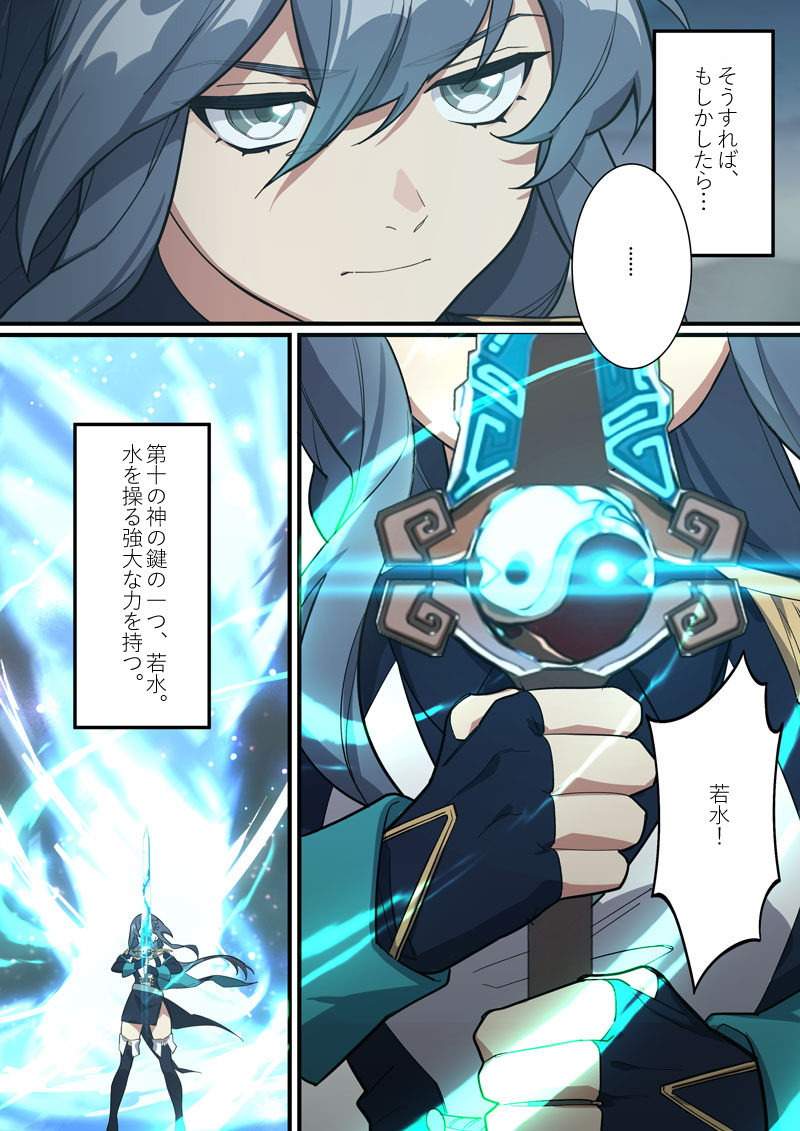 そうすれば、
もしかしたら…
……
若水！
第十の神の鍵の一つ、若水。
水を操る強大な力を持つ。